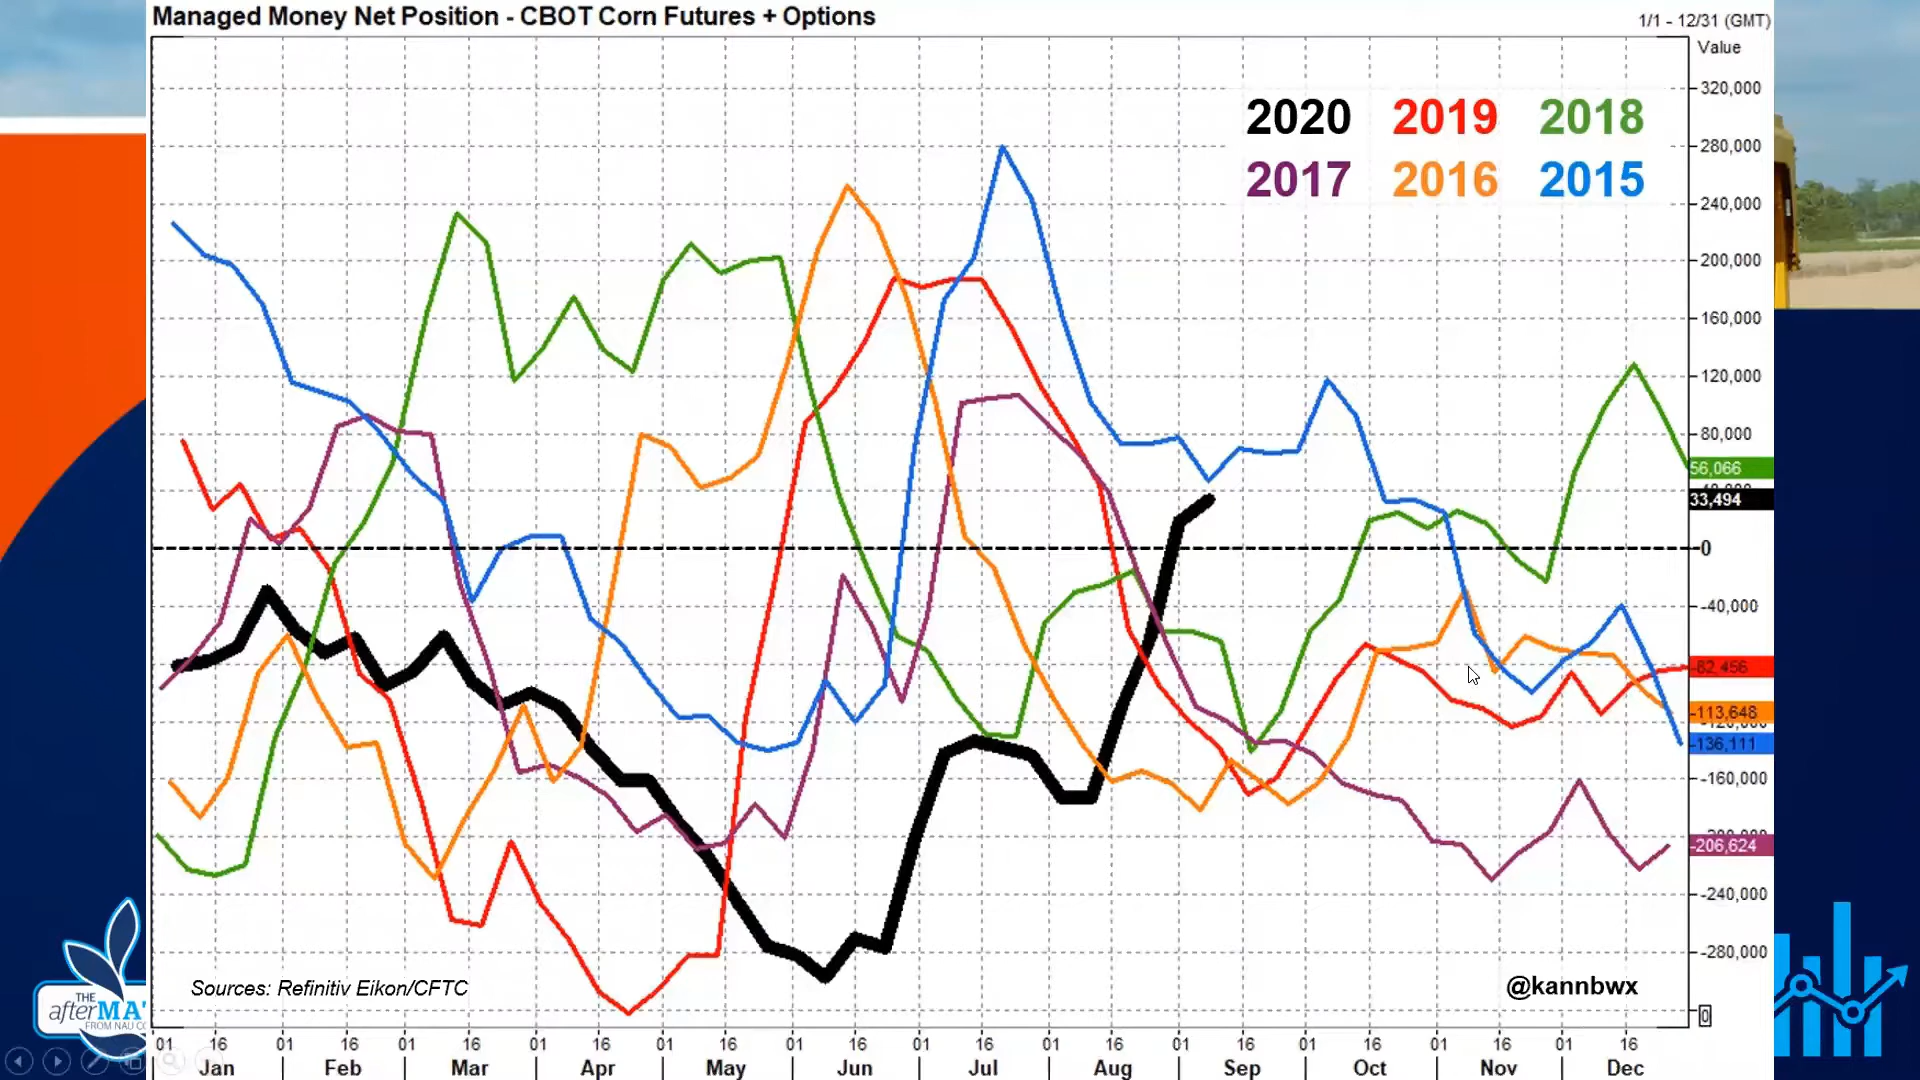 Managed Money Net Position - CBOT Corn Futures + Options
1/1 - 12/31 (GMT)
Value
2020 2019 2018
2017 2016 2015
320,000
280,000
240,000
200,000
160,000
120,000
80,000
56,066
33,494
0
-40,000
-82,456
-113,648
-136,111
-160,000
-206,624
-240,000
-280,000
Sources: Refinitiv Eikon/CFTC
@kannbwx
THE
afterMA
FROM NAU
01 16 01 16 01 16 01 16 01 16 01 16 01 16 01 16 01 16 01 16 01 16 01 16
Jan Feb Mar Apr May Jun Jul Aug Sep Oct Nov Dec